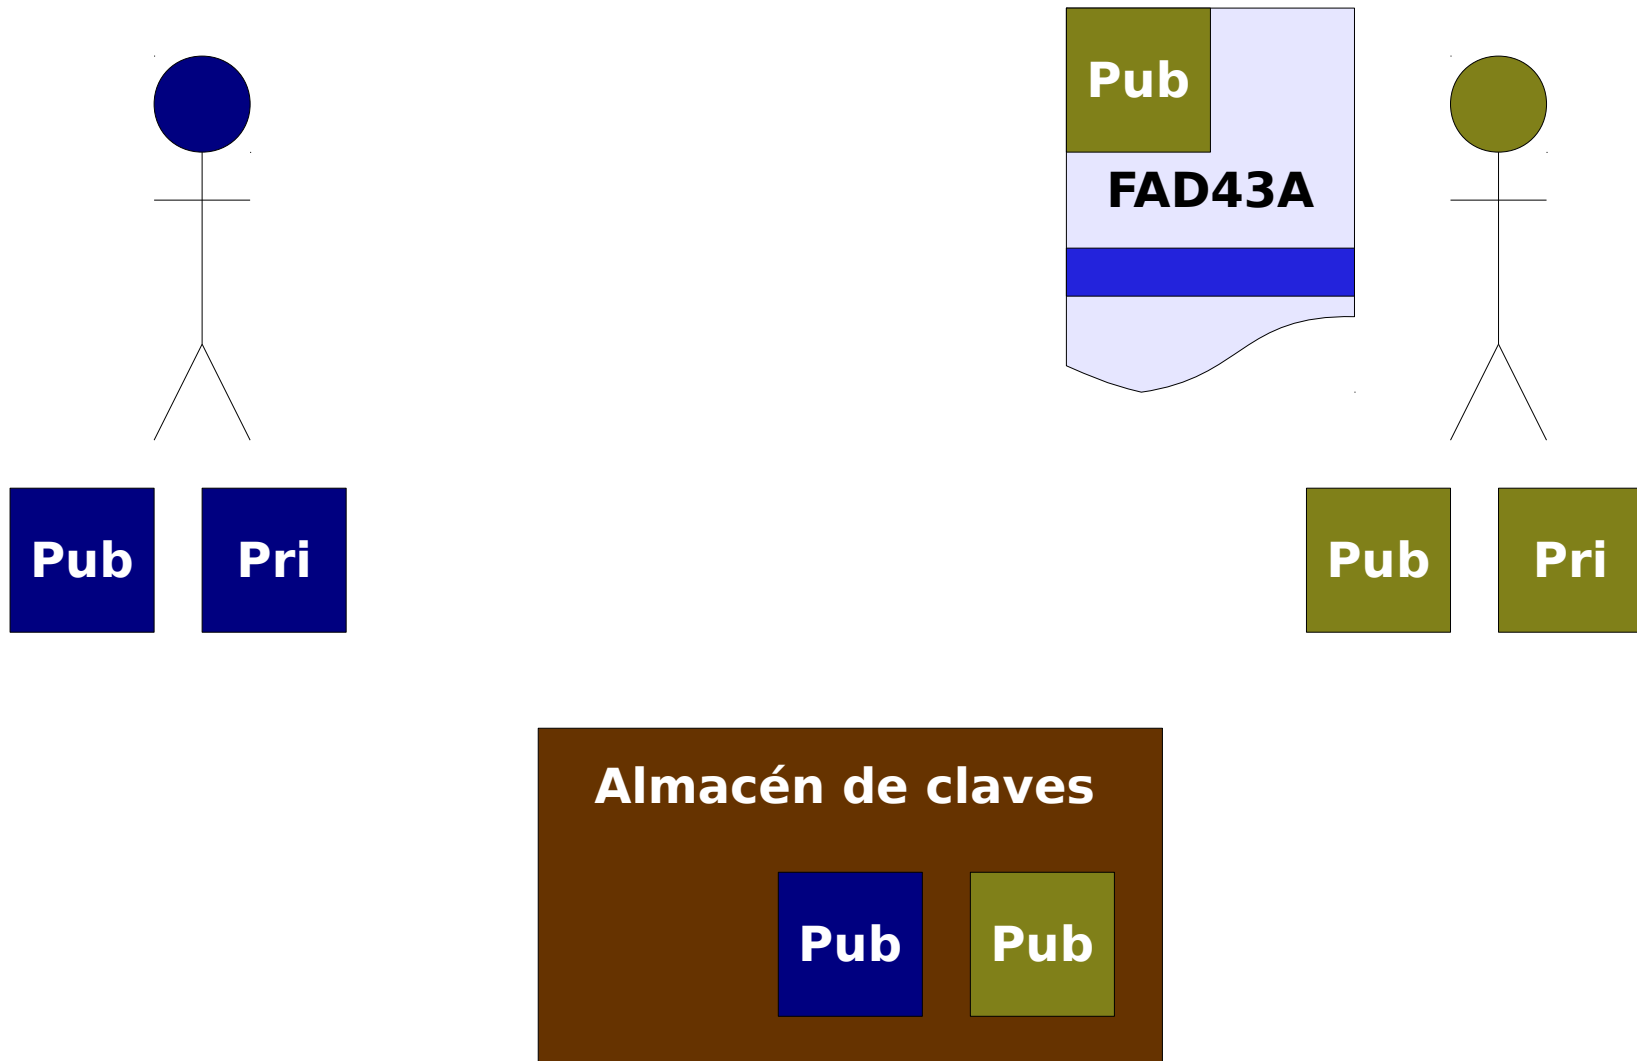 Pub
FAD43A
Pub
Pri
Pub
Pri
Almacén de claves
Pub
Pub